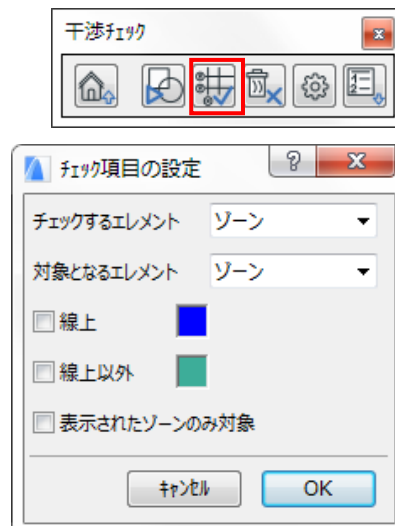 干渉ﾁｪｯｸ
ﾁｪｯｸ項目の設定
チェックするエレメント ゾーン
対象となるエレメント ゾーン
線上
線上以外
表示されたゾーンのみ対象
ｷｬﾝｾﾙ OK